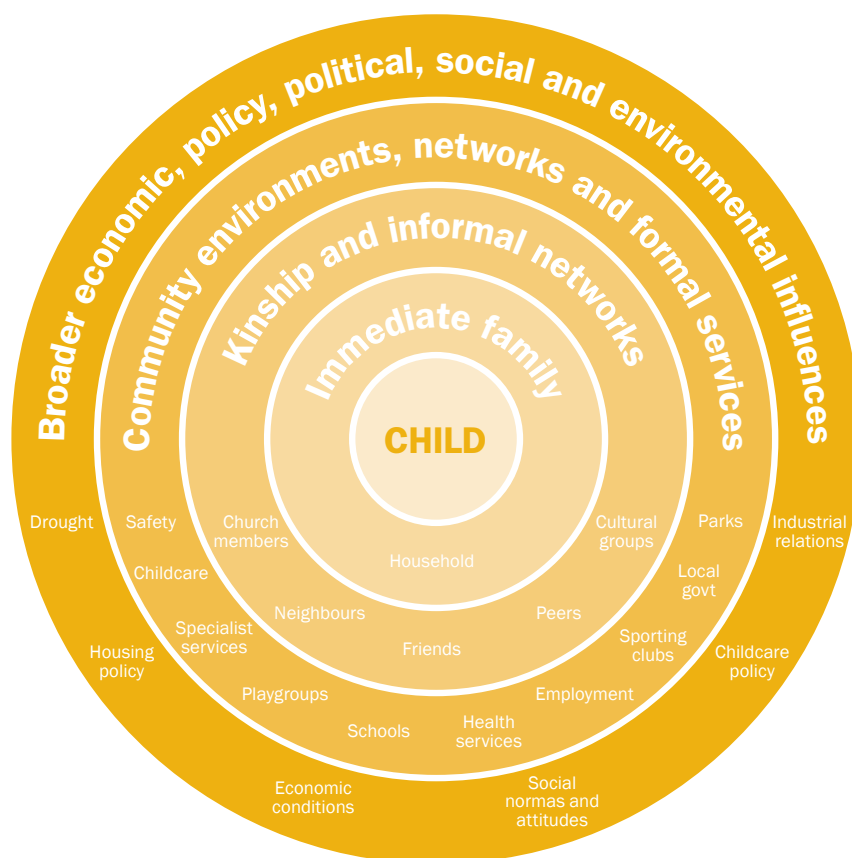 Broader economic, policy, political, social and environmental influences
Community environments, networks and formal services
Kinship and informal networks
Immediate family
CHILD
Drought
Safety
Church
members
Cultural
groups
Parks
Industrial
relations
Childcare
Household
Local
govt
Neighbours
Peers
Specialist
services
Friends
Sporting
clubs
Housing
policy
Childcare
policy
Playgroups
Employment
Schools
Health
services
Economic
conditions
Social
normas and
attitudes